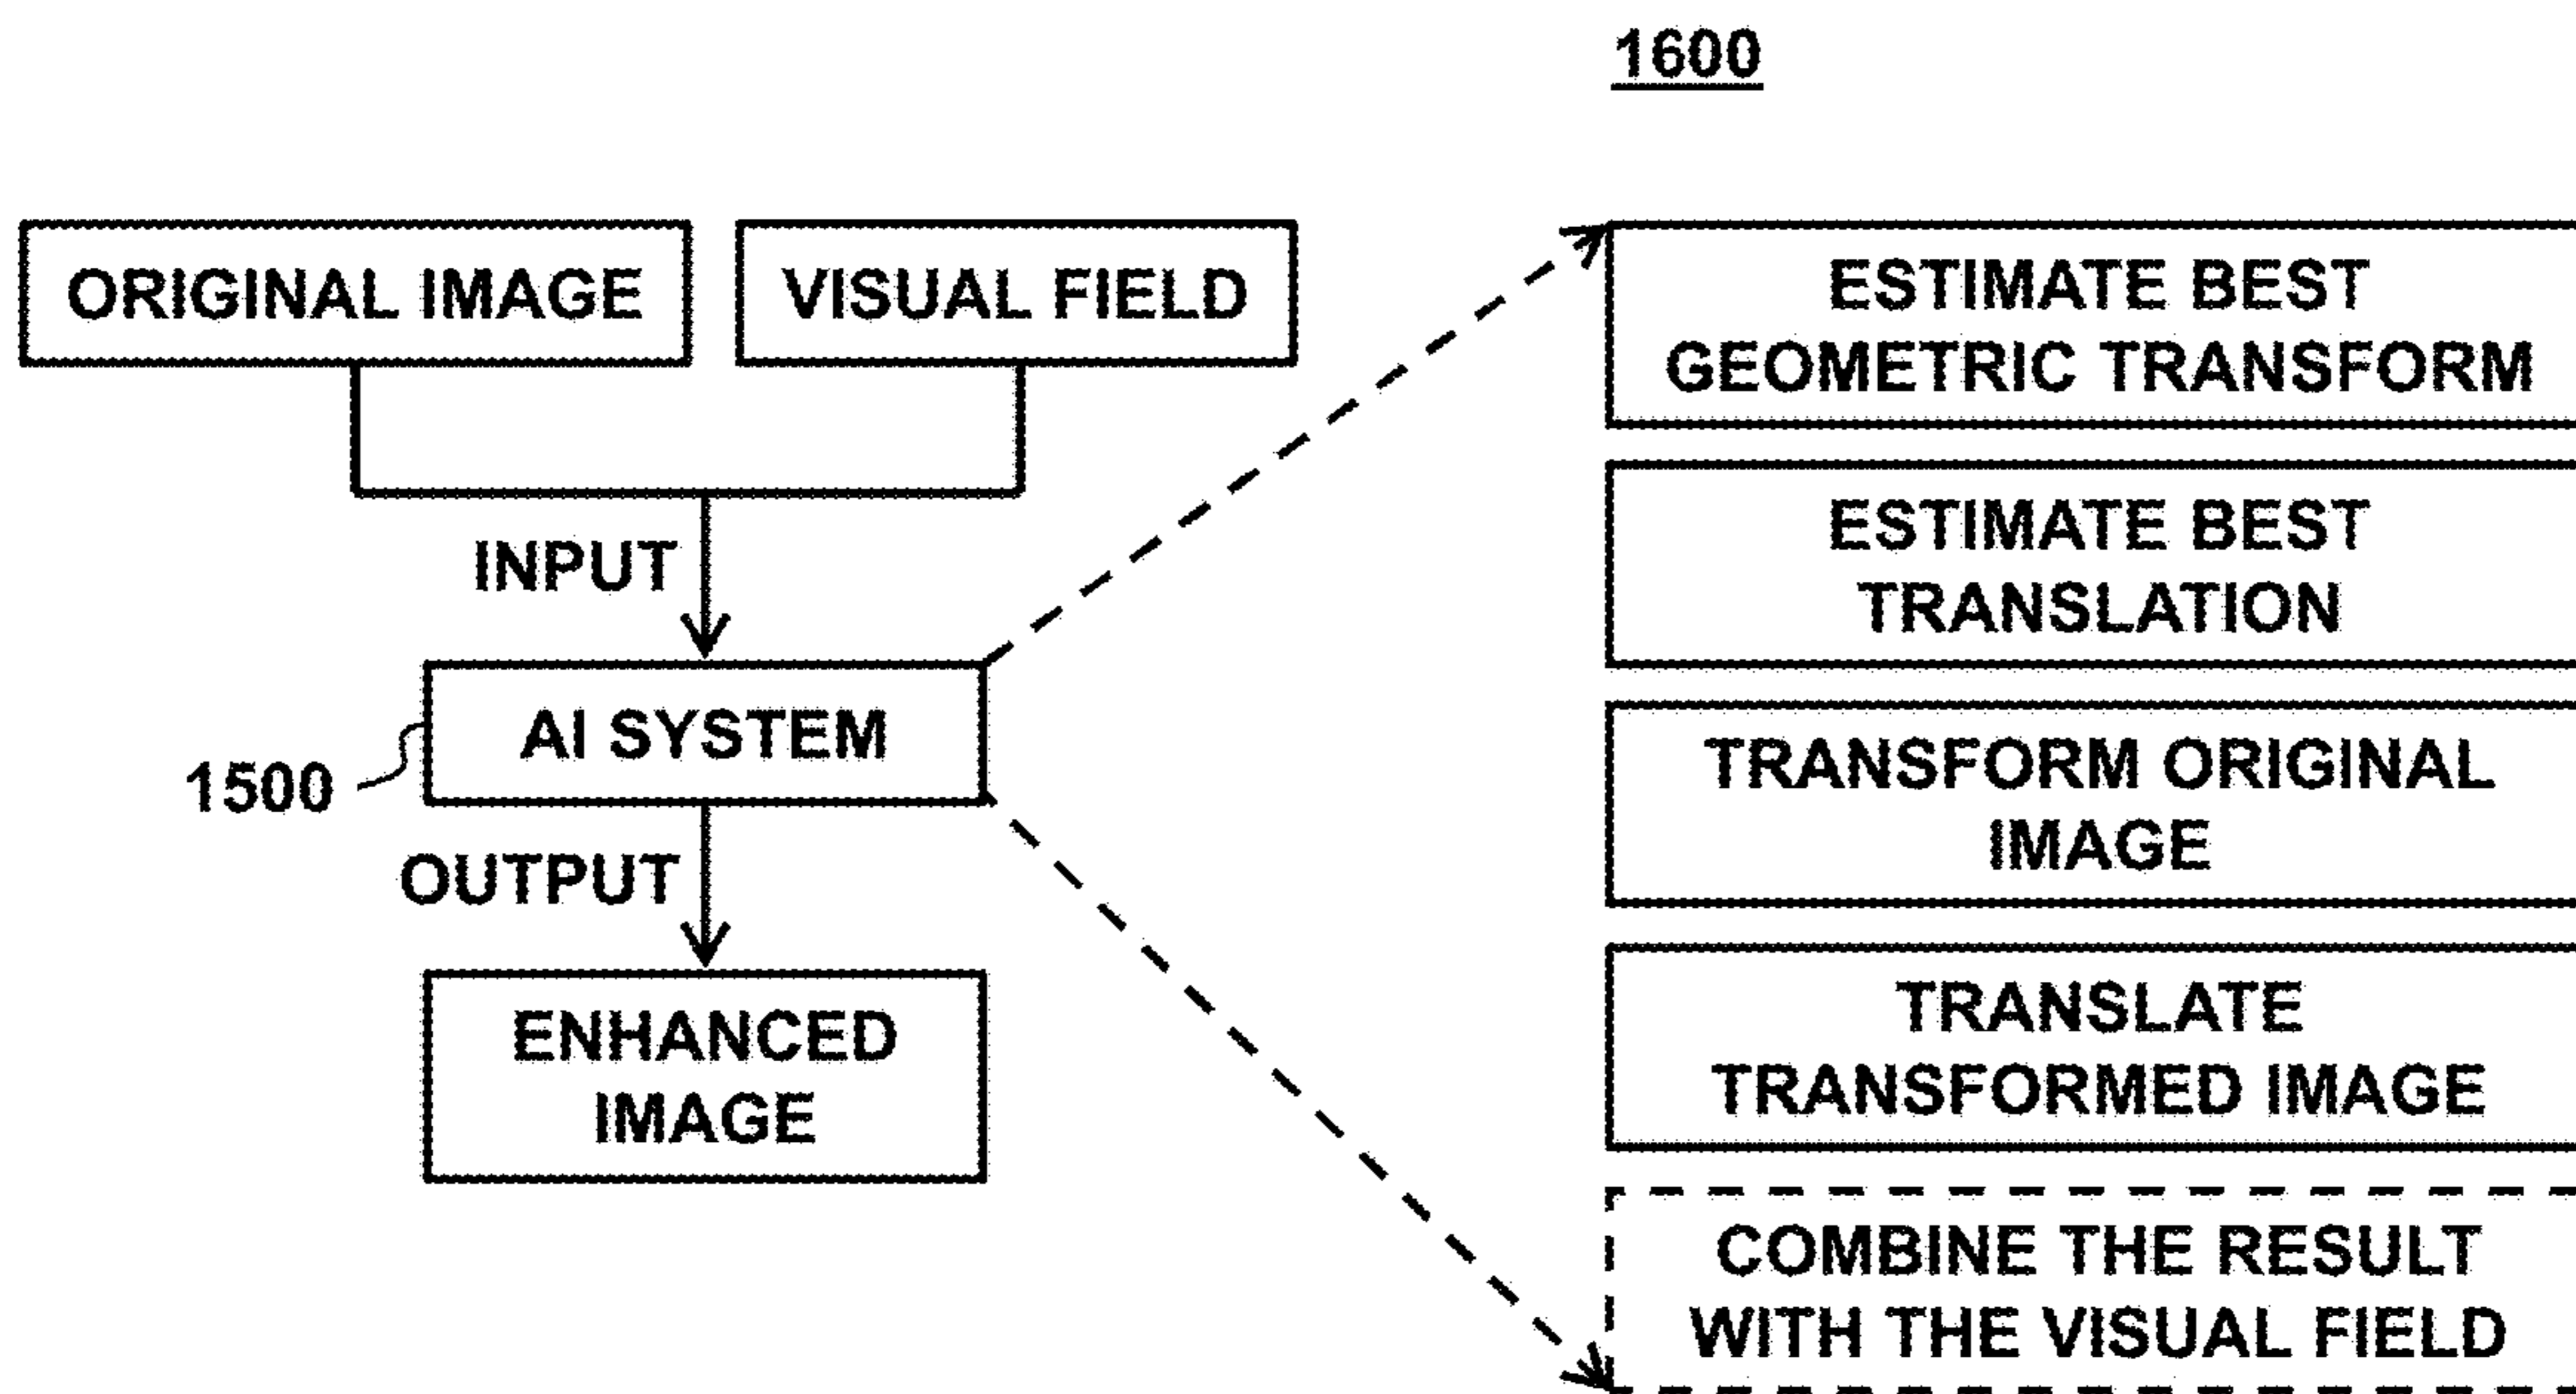 1600
ORIGINAL IMAGE
VISUAL FIELD
INPUT
AI SYSTEM
1500
OUTPUT
ENHANCED
IMAGE
ESTIMATE BEST
GEOMETRIC TRANSFORM
ESTIMATE BEST
TRANSLATION
TRANSFORM ORIGINAL
IMAGE
TRANSLATE
TRANSFORMED IMAGE
COMBINE THE RESULT
WITH THE VISUAL FIELD